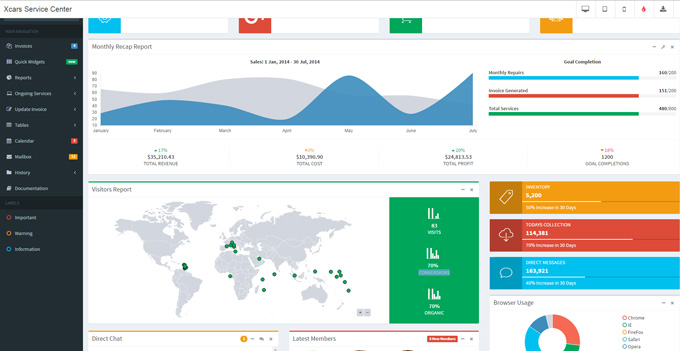 Xcars Service Center
MAIN NAVIGATION
Invoices
Quick Widgets
Reports
Ongoing Services
Update Invoice
Tables
Calendar
Mailbox
History
Documentation
LABELS
Important
Warning
Information
Monthly Recap Report
Sales: 1 Jan, 2014 - 30 Jul, 2014
90
80
70
60
50
40
30
20
10
January February March April May June July
Goal Completion
Monthly Repairs 160/200
Invoice Generated 151/200
Total Services 400/800
17%
$35,210.43
TOTAL REVENUE
0%
$10,390.90
TOTAL COST
20%
$24,813.53
TOTAL PROFIT
18%
1200
GOAL COMPLETIONS
Visitors Report
83
VISITS
70%
70%
ORGANIC
INVENTORY
5,200
50% Increase in 30 Days
TODAYS COLLECTION
114,381
70% Increase in 30 Days
DIRECT MESSAGES
163,921
40% Increase in 30 Days
Browser Usage
Chrome
IE
FireFox
Safari
Opera
Direct Chat
Latest Members
8 New Members